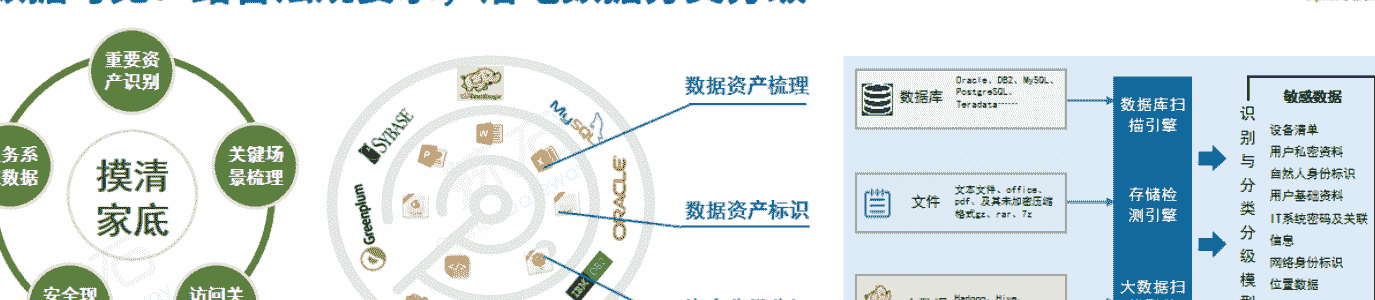 重要资
产识别
务系
数据
关键场
景梳理
摸清
家底
安全现
访问关
SYBASE
MySQL
ORACLE
Greenplum
IBM DB2
数据资产梳理
数据资产标识
数据库
Oracle、DB2、MySQL、
PostgreSQL、
Teradata……
文件
文本文件、office、
pdf、及其未加密压缩
格式gz、rar、7z
Hadoop、Hive、
数据库扫
描引擎
存储检
测引擎
大数据扫
识
别
与
分
类
分
级
模
型
敏感数据
设备清单
用户私密资料
自然人身份标识
用户基础资料
IT系统密码及关联
信息
网络身份标识
位置数据